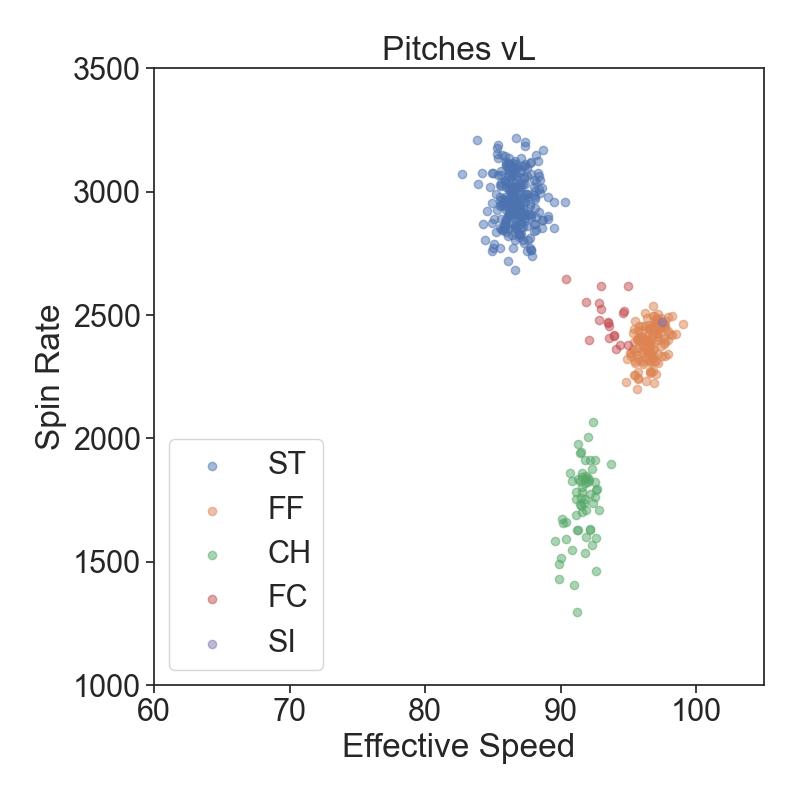 Pitches vL
3500
3000
2500
2000
1500
1000
Spin Rate
ST
FF
CH
FC
SI
60 70 80 90 100
Effective Speed